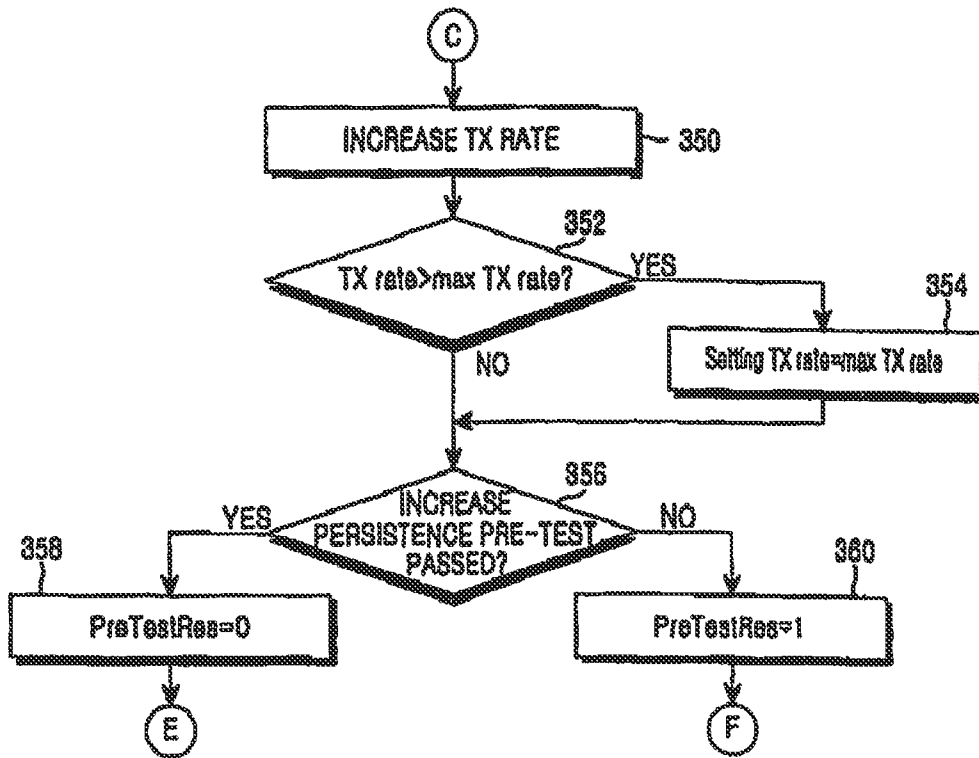 C
INCREASE TX RATE
350
352
TX rate>max TX rate?
YES
354
Setting TX rate=max TX rate
NO
356
INCREASE
PERSISTENCE PRE-TEST
PASSED?
YES
NO
358
360
PreTestRes=0
PreTestRes=1
E
F